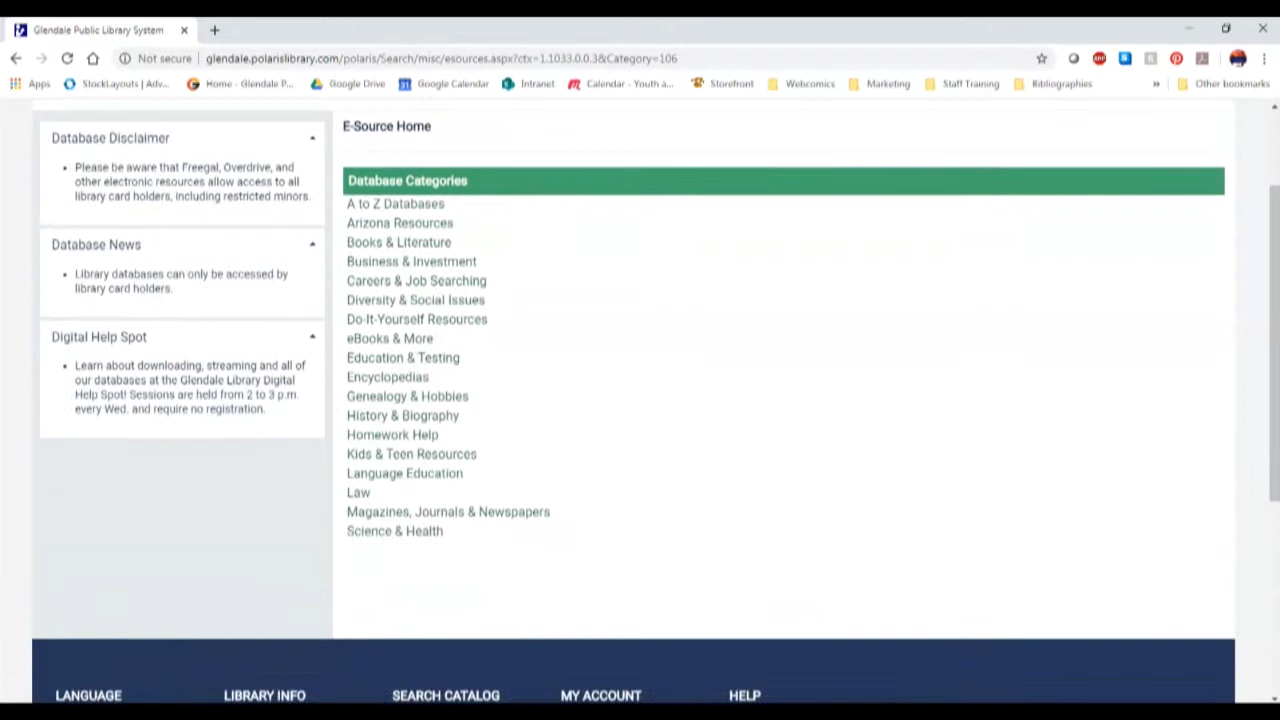 Glendale Public Library System
Not secure
glendale.polarislibrary.com/polaris/Search/misc/esources.aspx?ctx=1.1033.0.0.3&Category=106
Apps
StockLayouts | Adv...
Home - Glendale P...
Google Drive
31
Google Calendar
Intranet
Calendar - Youth a...
Storefront
Webcomics
Marketing
Staff Training
Bibliographies
»
Other bookmarks
Database Disclaimer
• Please be aware that Freegal, Overdrive, and
other electronic resources allow access to all
library card holders, including restricted minors.
Database News
• Library databases can only be accessed by
library card holders.
Digital Help Spot
• Learn about downloading, streaming and all of
our databases at the Glendale Library Digital
Help Spot! Sessions are held from 2 to 3 p.m.
every Wed. and require no registration.
E-Source Home
Database Categories
A to Z Databases
Arizona Resources
Books & Literature
Business & Investment
Careers & Job Searching
Diversity & Social Issues
Do-It-Yourself Resources
eBooks & More
Education & Testing
Encyclopedias
Genealogy & Hobbies
History & Biography
Homework Help
Kids & Teen Resources
Language Education
Law
Magazines, Journals & Newspapers
Science & Health
LANGUAGE
LIBRARY INFO
SEARCH CATALOG
MY ACCOUNT
HELP